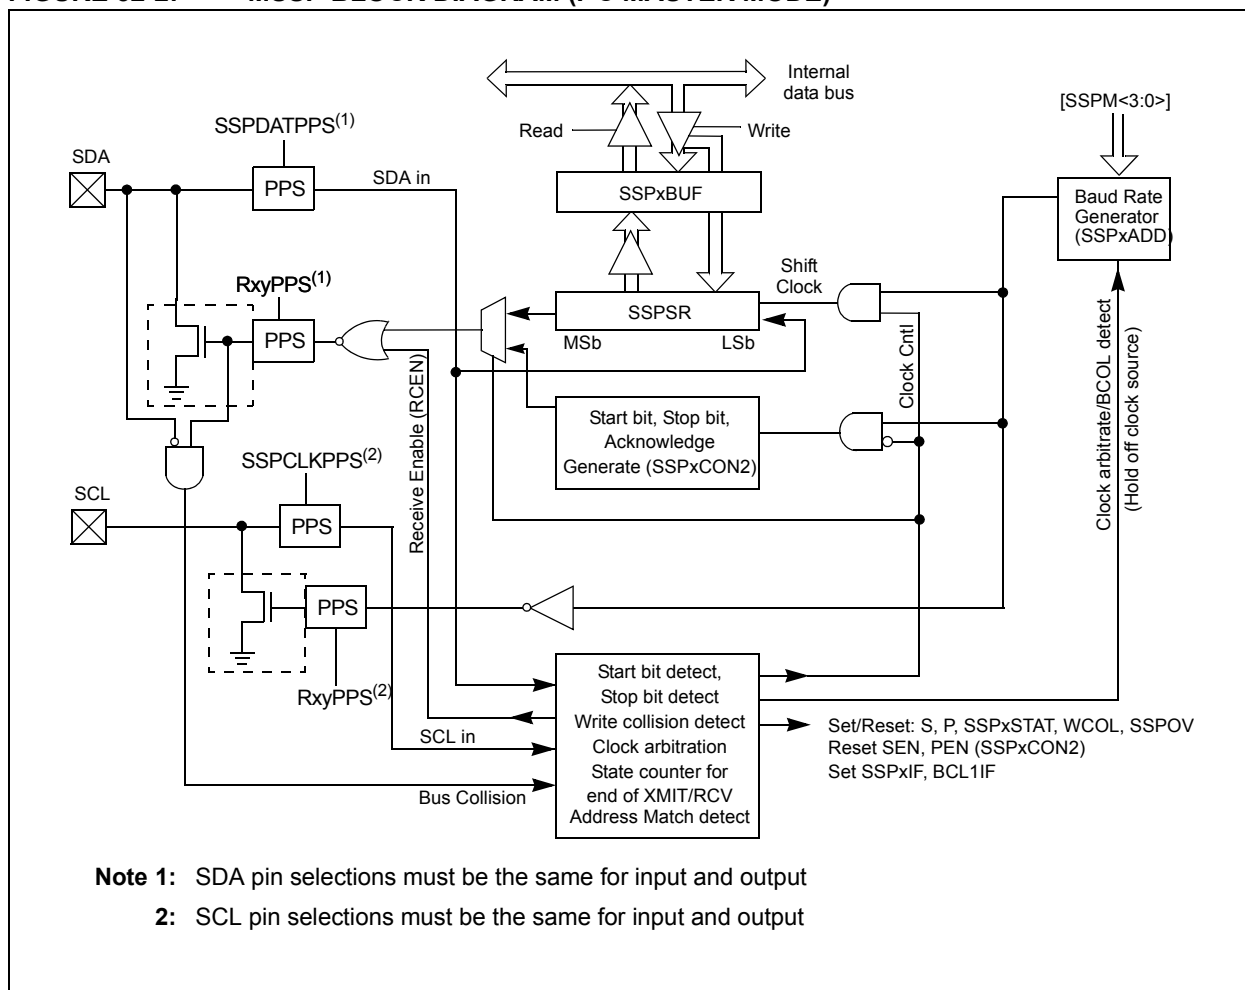 Internal
data bus
[SSPM<3:0>]
SSPDATPPS(1)
Read
Write
SDA
PPS
SDA in
SSPxBUF
Baud Rate
Generator
(SSPxADD)
Shift
Clock
RxyPPS(1)
PPS
SSPSR
MSb
LSb
Clock Cntl
Clock arbitrate/BCOL detect
(Hold off clock source)
Receive Enable (RCEN)
Start bit, Stop bit,
Acknowledge
Generate (SSPxCON2)
SSPCLKPPS(2)
SCL
PPS
PPS
RxyPPS(2)
Start bit detect,
Stop bit detect
Write collision detect
Clock arbitration
State counter for
end of XMIT/RCV
Address Match detect
SCL in
Bus Collision
Set/Reset: S, P, SSPxSTAT, WCOL, SSPOV
Reset SEN, PEN (SSPxCON2)
Set SSPxIF, BCL1IF
Note 1: SDA pin selections must be the same for input and output
2: SCL pin selections must be the same for input and output